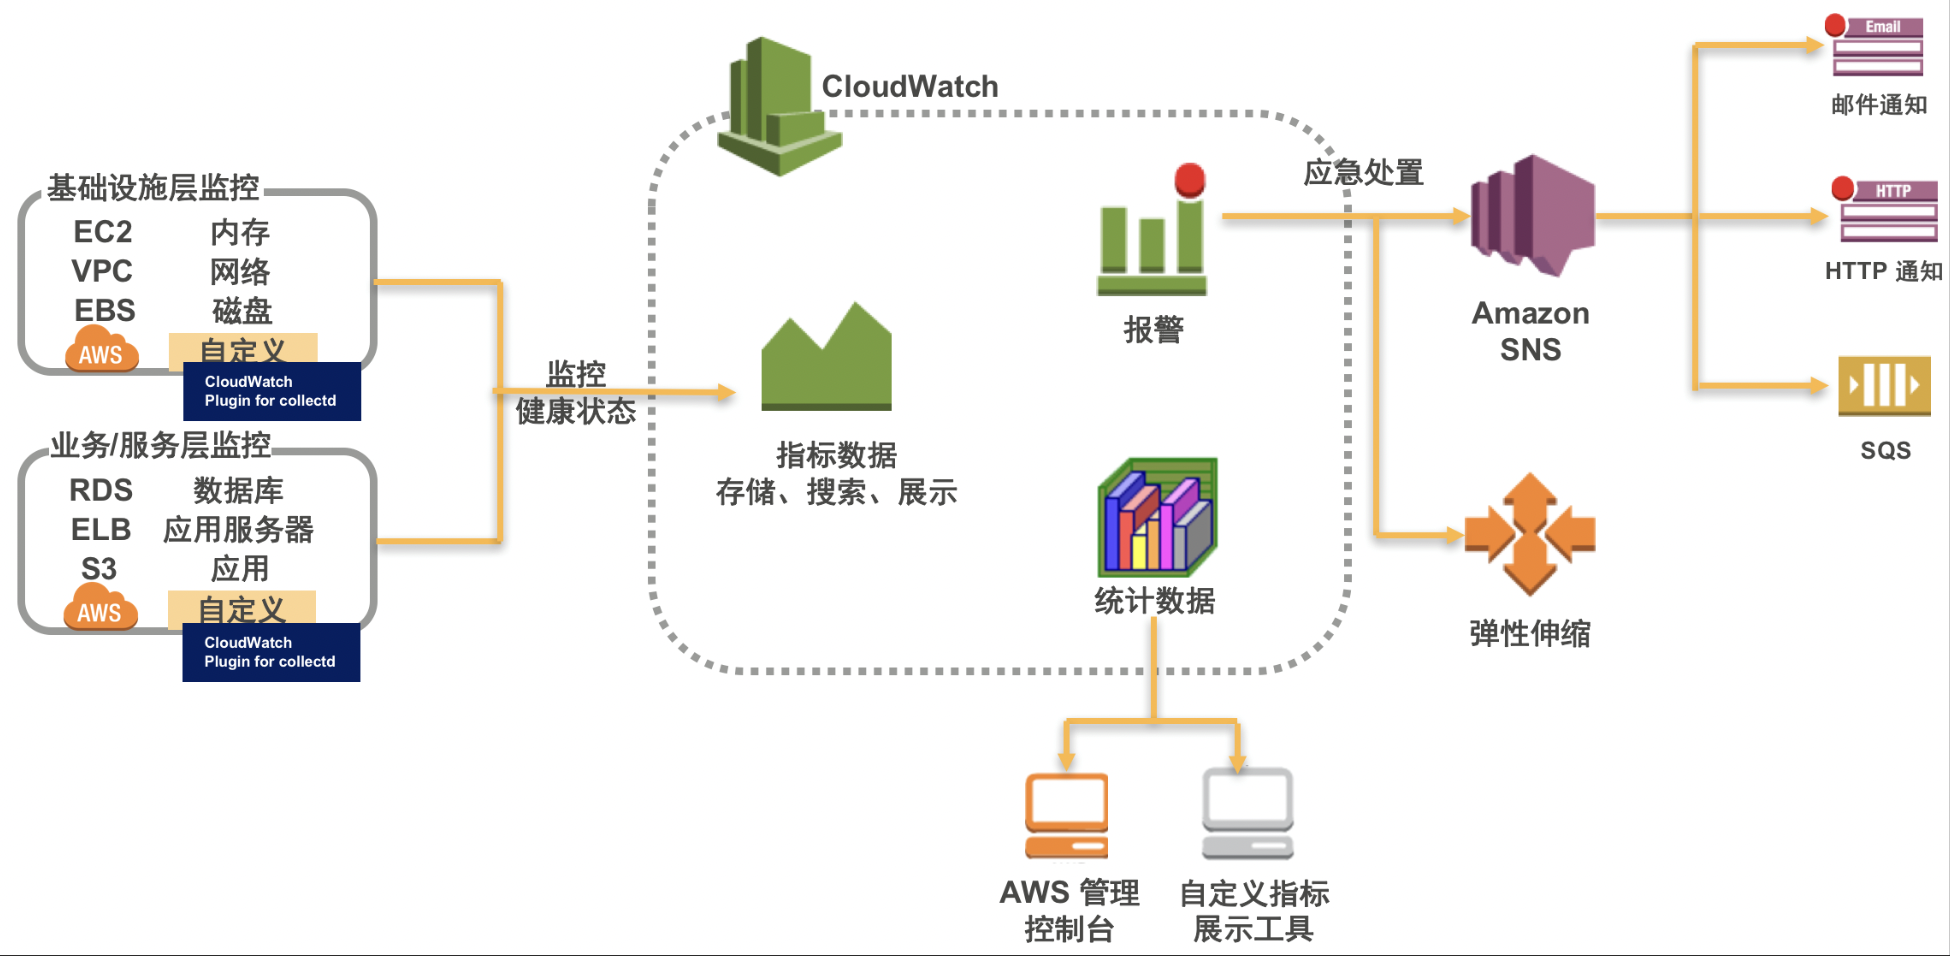 CloudWatch
基础设施层监控
EC2 内存
VPC 网络
EBS 磁盘
AWS 自定义
CloudWatch
Plugin for collectd
业务/服务层监控
RDS 数据库
ELB 应用服务器
S3 应用
AWS 自定义
CloudWatch
Plugin for collectd
监控
健康状态
指标数据
存储、搜索、展示
报警
统计数据
应急处置
Amazon
SNS
弹性伸缩
Email
邮件通知
HTTP
HTTP 通知
SQS
AWS 管理
控制台
自定义指标
展示工具